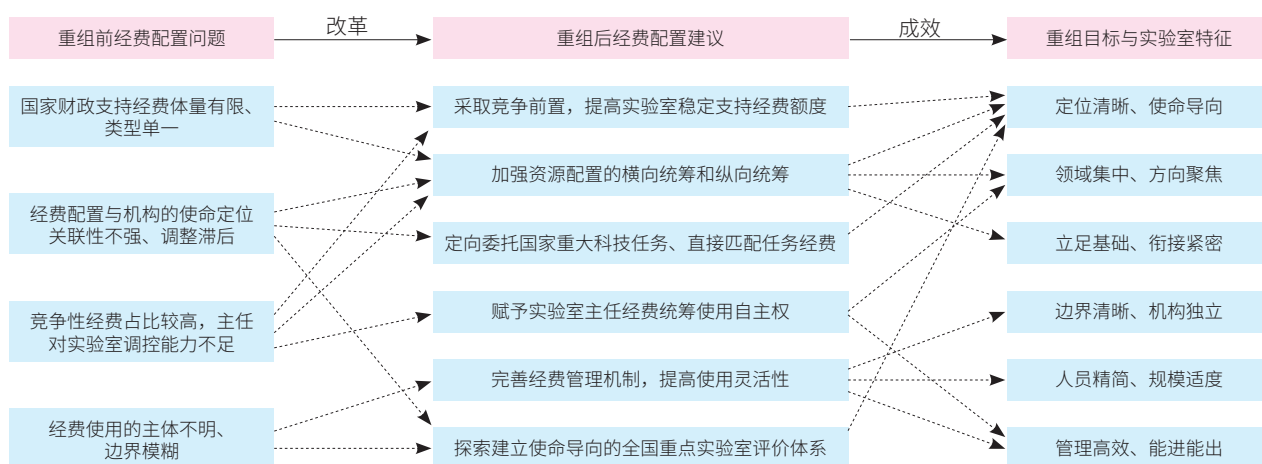 重组前经费配置问题
改革
重组后经费配置建议
成效
重组目标与实验室特征
国家财政支持经费体量有限、
类型单一
经费配置与机构的使命定位
关联性不强、调整滞后
竞争性经费占比较高，主任
对实验室调控能力不足
经费使用的主体不明、
边界模糊
采取竞争前置，提高实验室稳定支持经费额度
加强资源配置的横向统筹和纵向统筹
定向委托国家重大科技任务、直接匹配任务经费
赋予实验室主任经费统筹使用自主权
完善经费管理机制，提高使用灵活性
探索建立使命导向的全国重点实验室评价体系
定位清晰、使命导向
领域集中、方向聚焦
立足基础、衔接紧密
边界清晰、机构独立
人员精简、规模适度
管理高效、能进能出